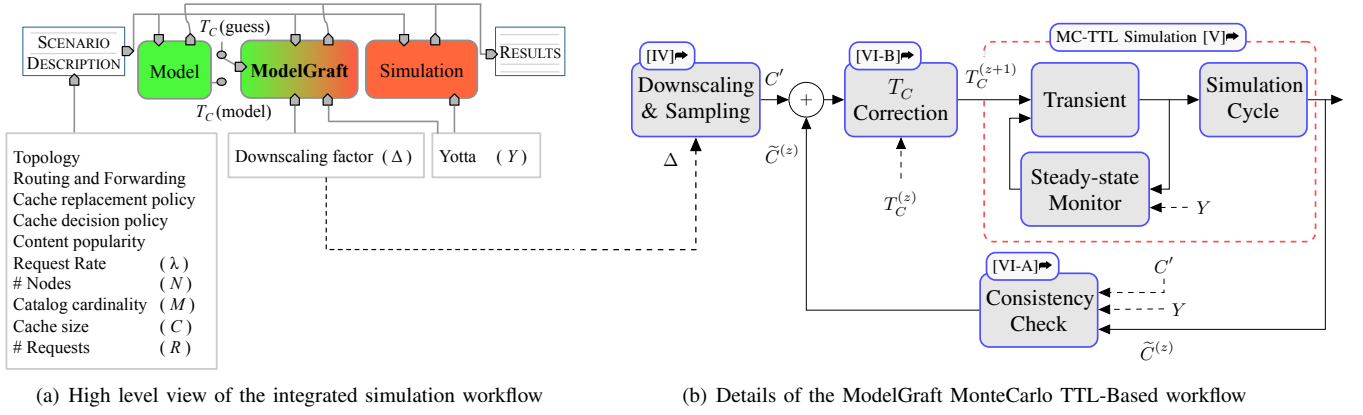 SCENARIO
DESCRIPTION
T_C (guess)
Model
T_C (model)
ModelGraft
Simulation
RESULTS
Downscaling factor ( Δ )
Yotta ( Y )
Topology
Routing and Forwarding
Cache replacement policy
Cache decision policy
Content popularity
Request Rate ( λ )
# Nodes ( N )
Catalog cardinality ( M )
Cache size ( C )
# Requests ( R )
(a) High level view of the integrated simulation workflow
MC-TTL Simulation [V]
[IV]
Downscaling
& Sampling
Δ
C′
+
C̃^(z)
[VI-B]
T_C
Correction
T_C^(z)
T_C^(z+1)
Transient
Simulation
Cycle
Steady-state
Monitor
Y
[VI-A]
Consistency
Check
C′
Y
C̃^(z)
(b) Details of the ModelGraft MonteCarlo TTL-Based workflow